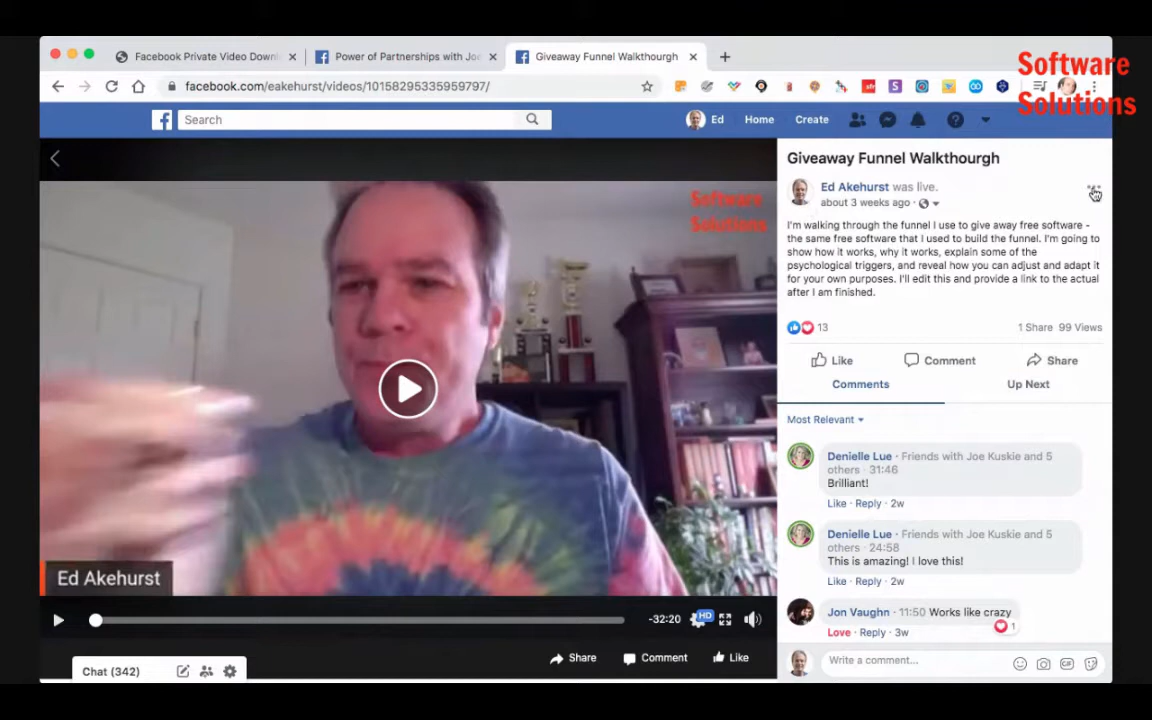 Facebook Private Video Downl
Power of Partnerships with Joe
Giveaway Funnel Walkthourgh
Software
Solutions
facebook.com/eakehurst/videos/10158295335959797/
Search
Ed
Home
Create
Giveaway Funnel Walkthourgh
Ed Akehurst was live.
about 3 weeks ago ·
I'm walking through the funnel I use to give away free software -
the same free software that I used to build the funnel. I'm going to
show how it works, why it works, explain some of the
psychological triggers, and reveal how you can adjust and adapt it
for your own purposes. I'll edit this and provide a link to the actual
after I am finished.
13
1 Share 99 Views
Like
Comment
Share
Comments
Up Next
Most Relevant
Denielle Lue · Friends with Joe Kuskie and 5
others · 31:46
Brilliant!
Like · Reply · 2w
Denielle Lue · Friends with Joe Kuskie and 5
others · 24:58
This is amazing! I love this!
Like · Reply · 2w
Jon Vaughn · 11:50 Works like crazy
1
Love · Reply · 3w
Write a comment...
GIF
Software
Solutions
Ed Akehurst
-32:20
HD
Share
Comment
Like
Chat (342)